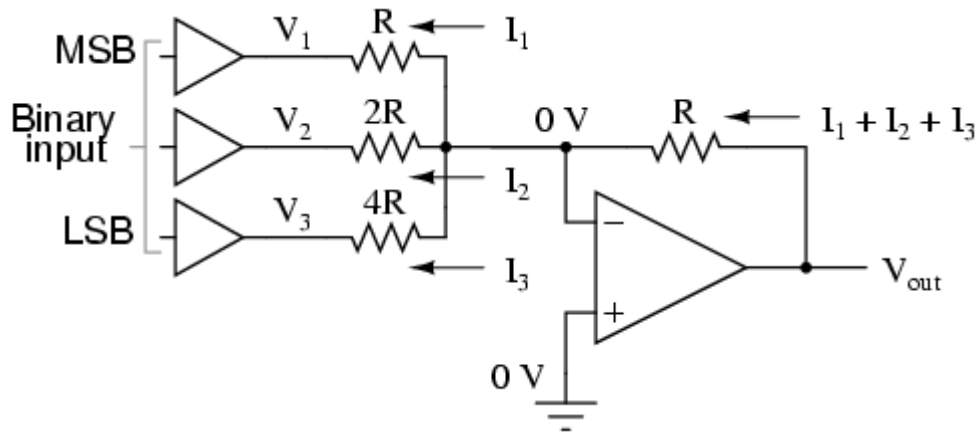 MSB
V1
R
I1
Binary
input
V2
2R
I2
0 V
R
I1 + I2 + I3
LSB
V3
4R
I3
−
+
Vout
0 V